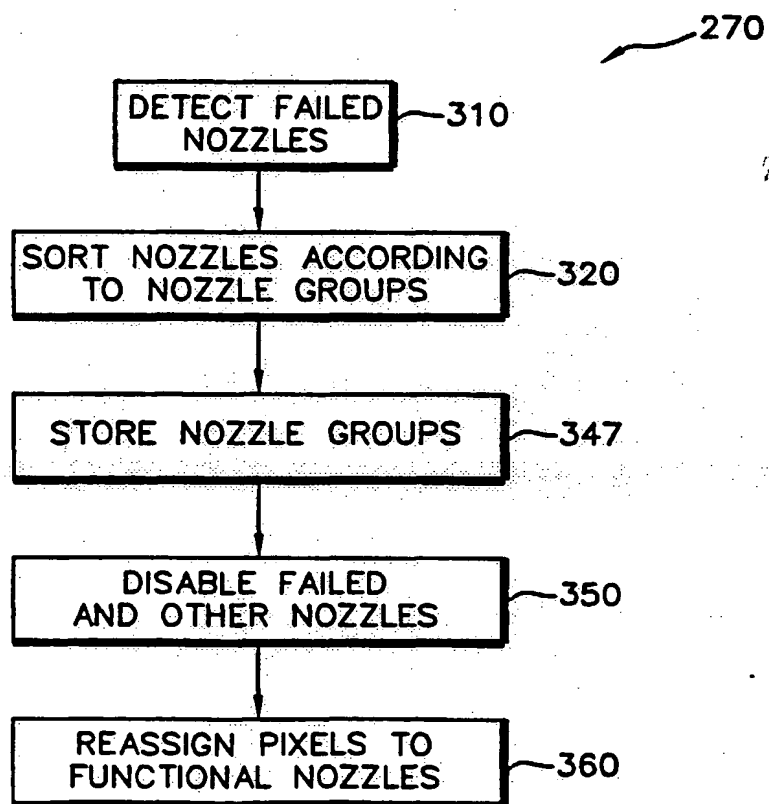 270
DETECT FAILED
NOZZLES
310
SORT NOZZLES ACCORDING
TO NOZZLE GROUPS
320
STORE NOZZLE GROUPS
347
DISABLE FAILED
AND OTHER NOZZLES
350
REASSIGN PIXELS TO
FUNCTIONAL NOZZLES
360